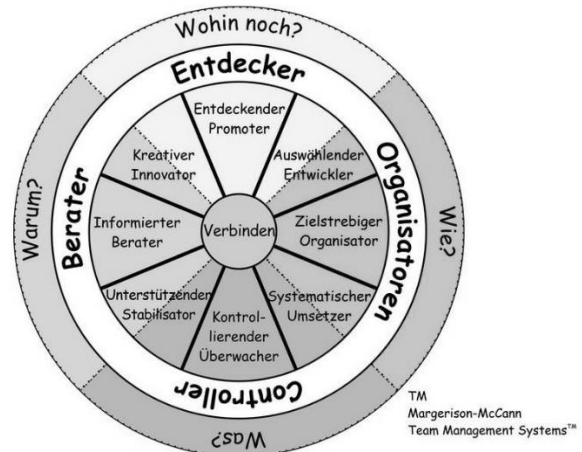 Wohin noch?
Entdecker
Entdeckender
Promoter
Kreativer
Innovator
Auswählender
Entwickler
Warum?
Berater
Informierter
Berater
Verbinden
Zielstrebiger
Organisator
Organisatoren
Wie?
Unterstützender
Stabilisator
Kontrol-
lierender
Überwacher
Systematischer
Umsetzer
Controller
Was?
TM
Margerison-McCann
Team Management Systems™